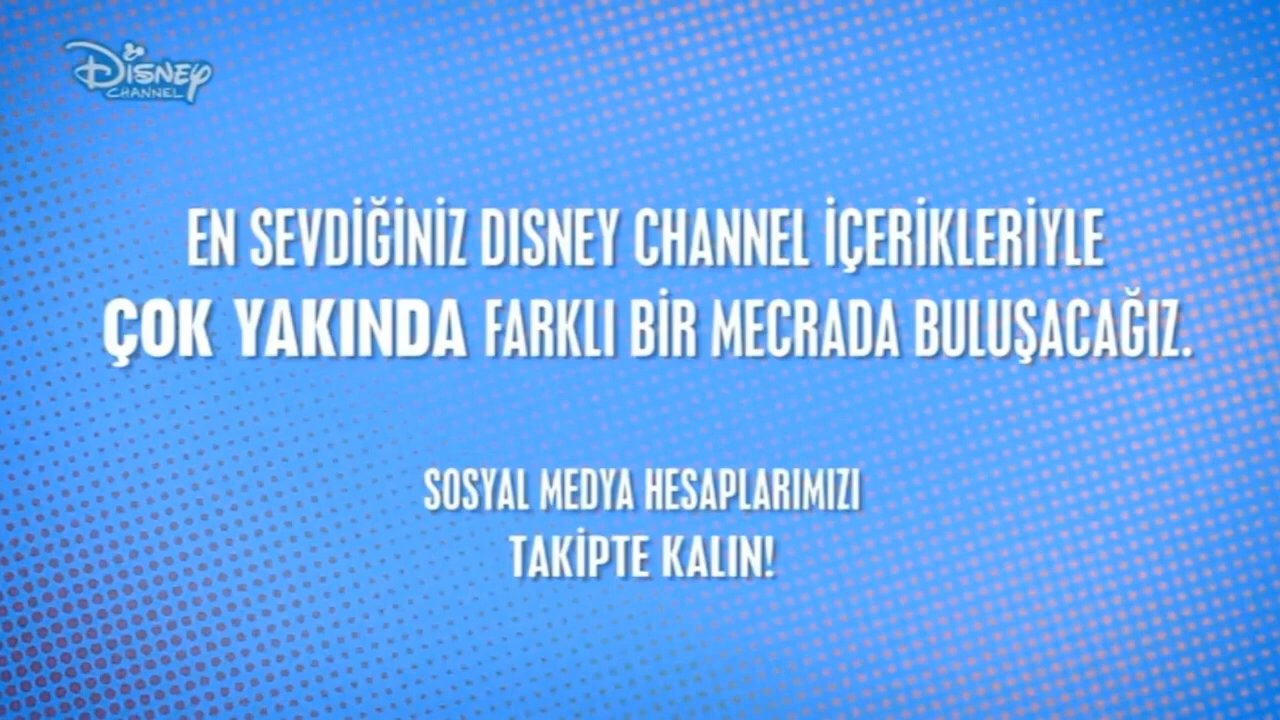 DISNEY
CHANNEL
EN SEVDİĞİNİZ DISNEY CHANNEL İÇERİKLERİYLE
ÇOK YAKINDA FARKLI BİR MECRADA BULUŞACAĞIZ.
SOSYAL MEDYA HESAPLARIMIZI
TAKİPTE KALIN!